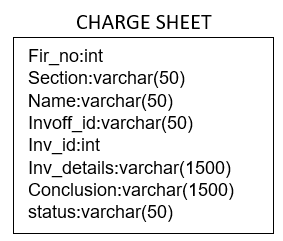 CHARGE SHEET
Fir_no:int
Section:varchar(50)
Name:varchar(50)
Invoff_id:varchar(50)
Inv_id:int
Inv_details:varchar(1500)
Conclusion:varchar(1500)
status:varchar(50)